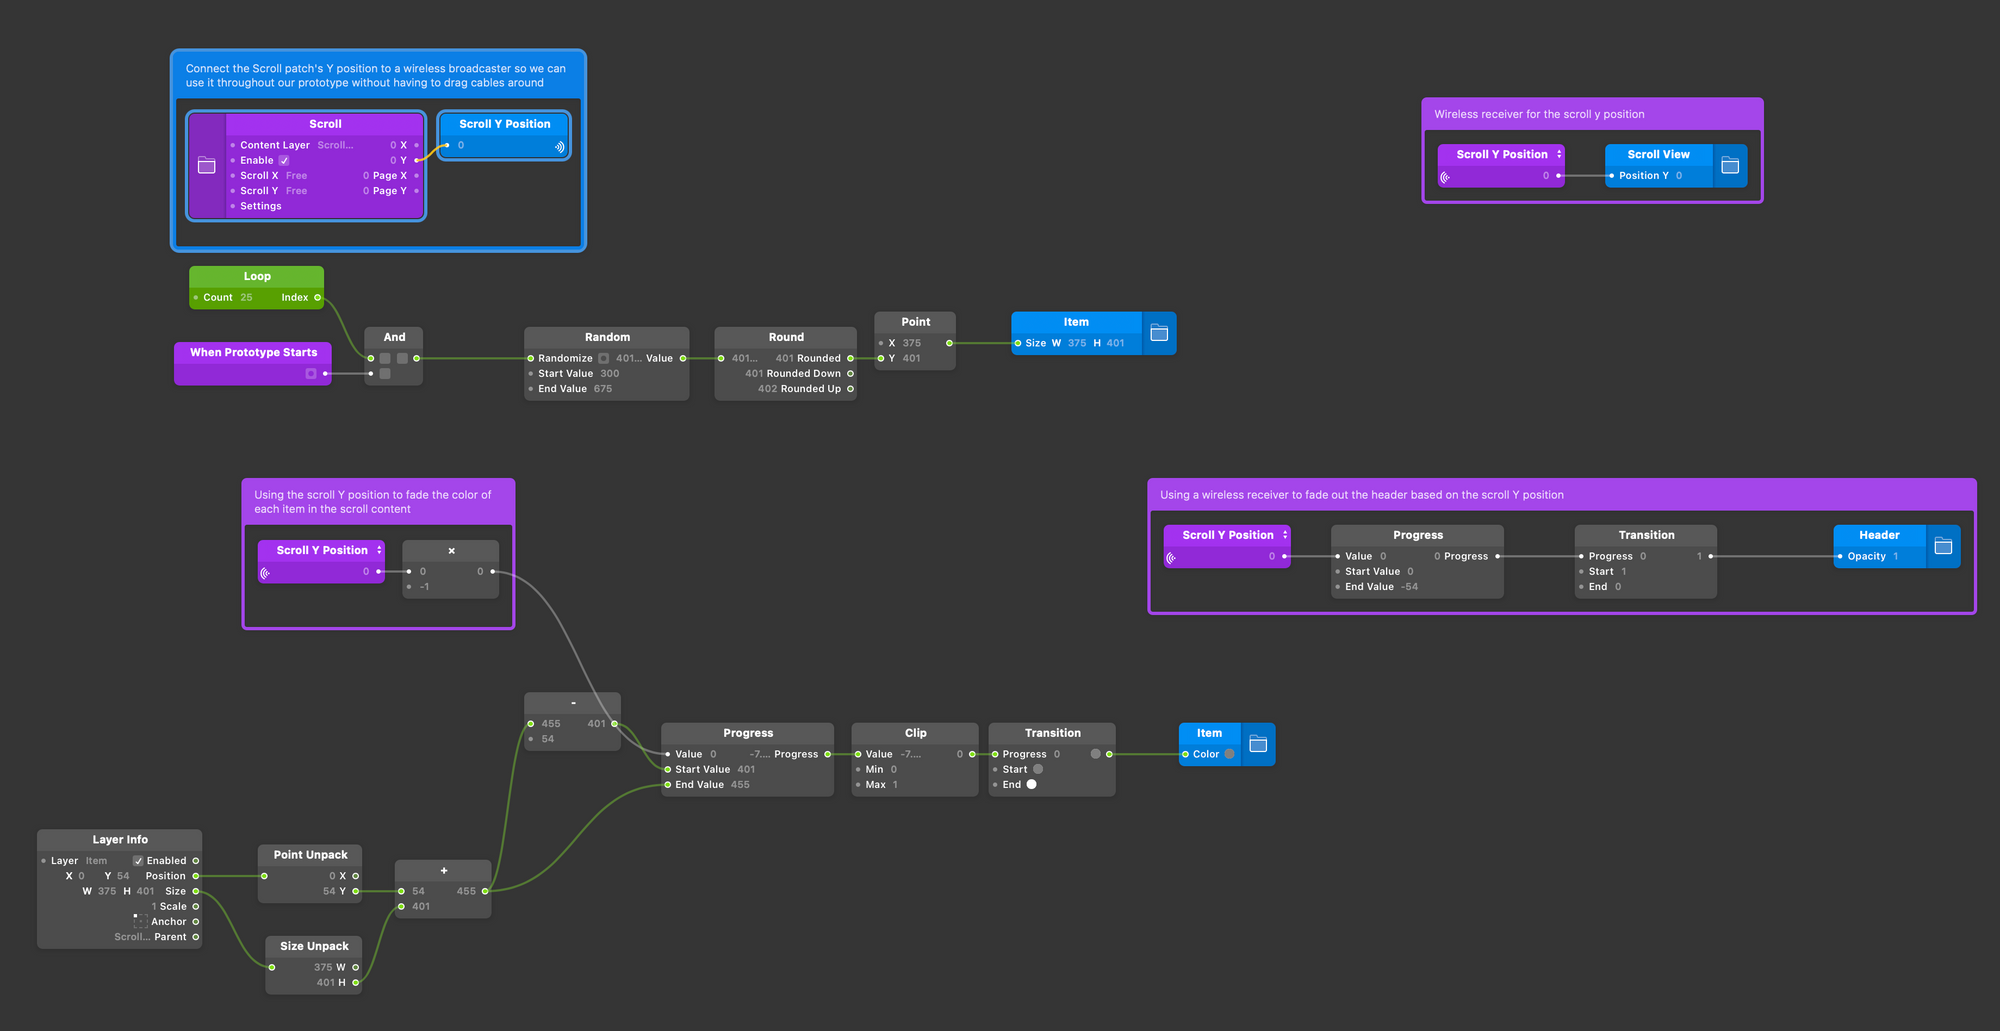 Connect the Scroll patch's Y position to a wireless broadcaster so we can
use it throughout our prototype without having to drag cables around
Scroll
Content Layer Scroll... 0 X
Enable 0 Y
Scroll X Free 0 Page X
Scroll Y Free 0 Page Y
Settings
Scroll Y Position
0
Wireless receiver for the scroll y position
Scroll Y Position
0
Scroll View
Position Y 0
Loop
Count 25 Index
When Prototype Starts
And
Random
Randomize 401... Value
Start Value 300
End Value 675
Round
401... 401 Rounded
401 Rounded Down
402 Rounded Up
Point
X 375
Y 401
Item
Size W 375 H 401
Using the scroll Y position to fade the color of
each item in the scroll content
Scroll Y Position
0
×
0 0
-1
Using a wireless receiver to fade out the header based on the scroll Y position
Scroll Y Position
0
Progress
Value 0 0 Progress
Start Value 0
End Value -54
Transition
Progress 0 1
Start 1
End 0
Header
Opacity 1
-
455 401
54
Progress
Value 0 -7.... Progress
Start Value 401
End Value 455
Clip
Value -7.... 0
Min 0
Max 1
Transition
Progress 0
Start
End
Item
Color
Layer Info
Layer Item Enabled
X 0 Y 54 Position
W 375 H 401 Size
1 Scale
Anchor
Scroll... Parent
Point Unpack
0 X
54 Y
+
54 455
401
Size Unpack
375 W
401 H